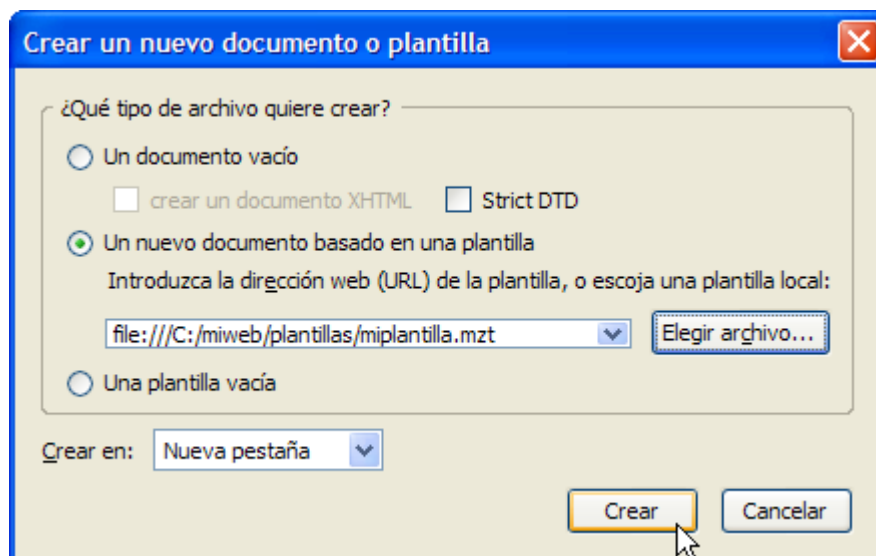 Crear un nuevo documento o plantilla
¿Qué tipo de archivo quiere crear?
Un documento vacío
crear un documento XHTML Strict DTD
Un nuevo documento basado en una plantilla
Introduzca la dirección web (URL) de la plantilla, o escoja una plantilla local:
file:///C:/miweb/plantillas/miplantilla.mzt Elegir archivo...
Una plantilla vacía
Crear en: Nueva pestaña
Crear Cancelar